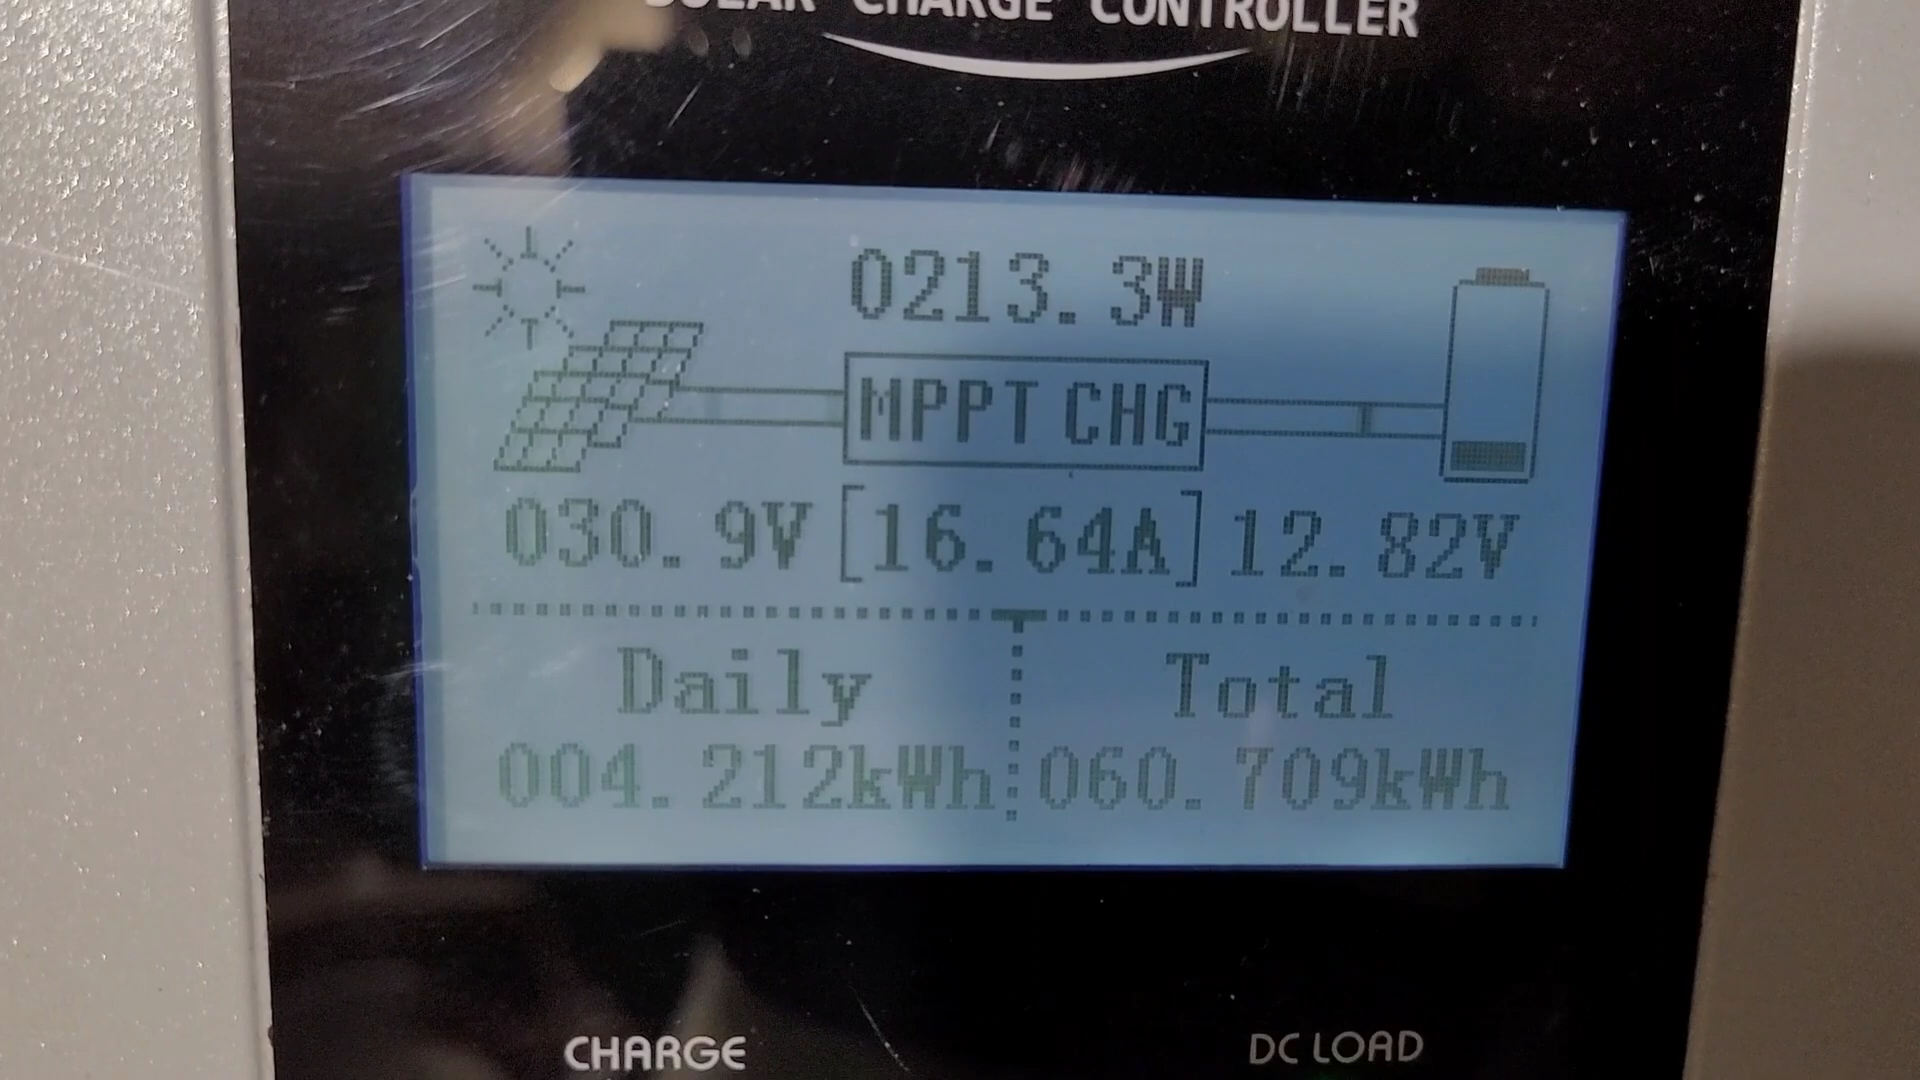 SOLAR CHARGE CONTROLLER
0213.3W
MPPT CHG
030.9V [16.64A] 12.82V
Daily Total
004.212kWh 060.709kWh
CHARGE DC LOAD